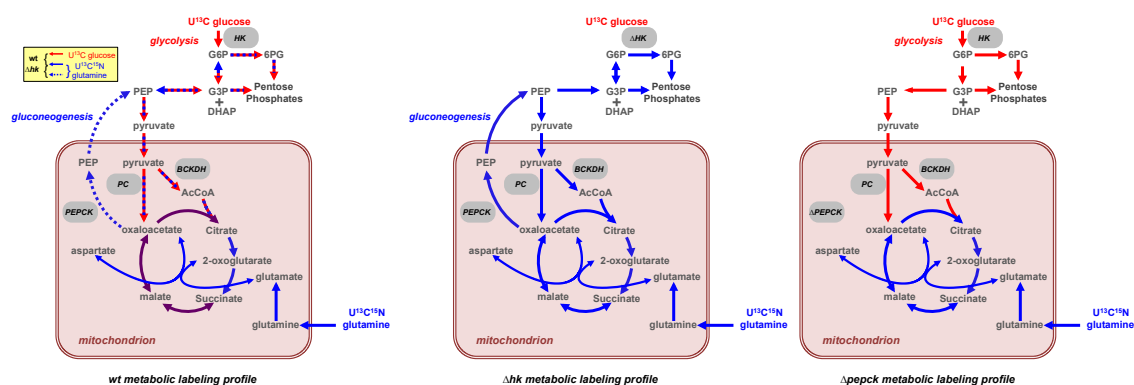 U¹³C glucose
glycolysis
HK
G6P
6PG
wt
Δhk
U¹³C glucose
U¹³C¹⁵N
glutamine
PEP
G3P
+
DHAP
Pentose
Phosphates
gluconeogenesis
pyruvate
PEP
pyruvate
BCKDH
PC
AcCoA
PEPCK
oxaloacetate
Citrate
aspartate
2-oxoglutarate
glutamate
malate
Succinate
U¹³C¹⁵N
glutamine
glutamine
mitochondrion
wt metabolic labeling profile
ΔHK
G6P
6PG
PEP
G3P
+
DHAP
Pentose
Phosphates
gluconeogenesis
pyruvate
PEP
pyruvate
BCKDH
PC
AcCoA
PEPCK
oxaloacetate
Citrate
aspartate
2-oxoglutarate
glutamate
malate
Succinate
U¹³C¹⁵N
glutamine
glutamine
mitochondrion
Δhk metabolic labeling profile
U¹³C glucose
glycolysis
HK
G6P
6PG
PEP
G3P
+
DHAP
Pentose
Phosphates
pyruvate
pyruvate
BCKDH
PC
AcCoA
ΔPEPCK
oxaloacetate
Citrate
aspartate
2-oxoglutarate
glutamate
malate
Succinate
U¹³C¹⁵N
glutamine
glutamine
mitochondrion
Δpepck metabolic labeling profile